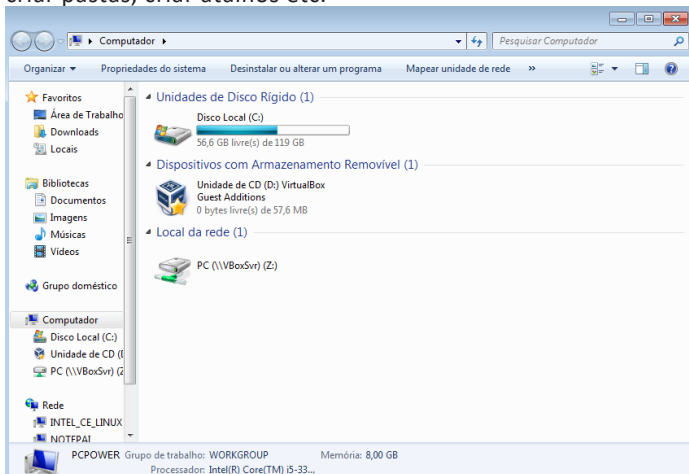 criar pastas, criar atalhos etc.
Computador
Pesquisar Computador
Organizar Propriedades do sistema Desinstalar ou alterar um programa Mapear unidade de rede »
Favoritos
Área de Trabalho
Downloads
Locais
Bibliotecas
Documentos
Imagens
Músicas
Vídeos
Grupo doméstico
Computador
Disco Local (C:)
Unidade de CD (
PC (\\VBoxSvr) (Z
Rede
INTEL_CE_LINUX
NOTEPAI
Unidades de Disco Rígido (1)
Disco Local (C:)
56,6 GB livre(s) de 119 GB
Dispositivos com Armazenamento Removível (1)
Unidade de CD (D:) VirtualBox
Guest Additions
0 bytes livre(s) de 57,6 MB
Local da rede (1)
PC (\\VBoxSvr) (Z:)
PCPOWER Grupo de trabalho: WORKGROUP Memória: 8,00 GB
Processador: Intel(R) Core(TM) i5-33...